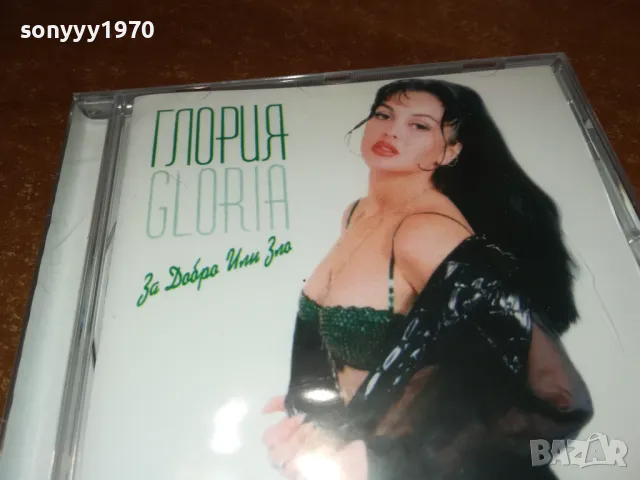 sonyyy1970
ГЛОРИЯ
GLORIA
За Добро Или Зло
BAZAR